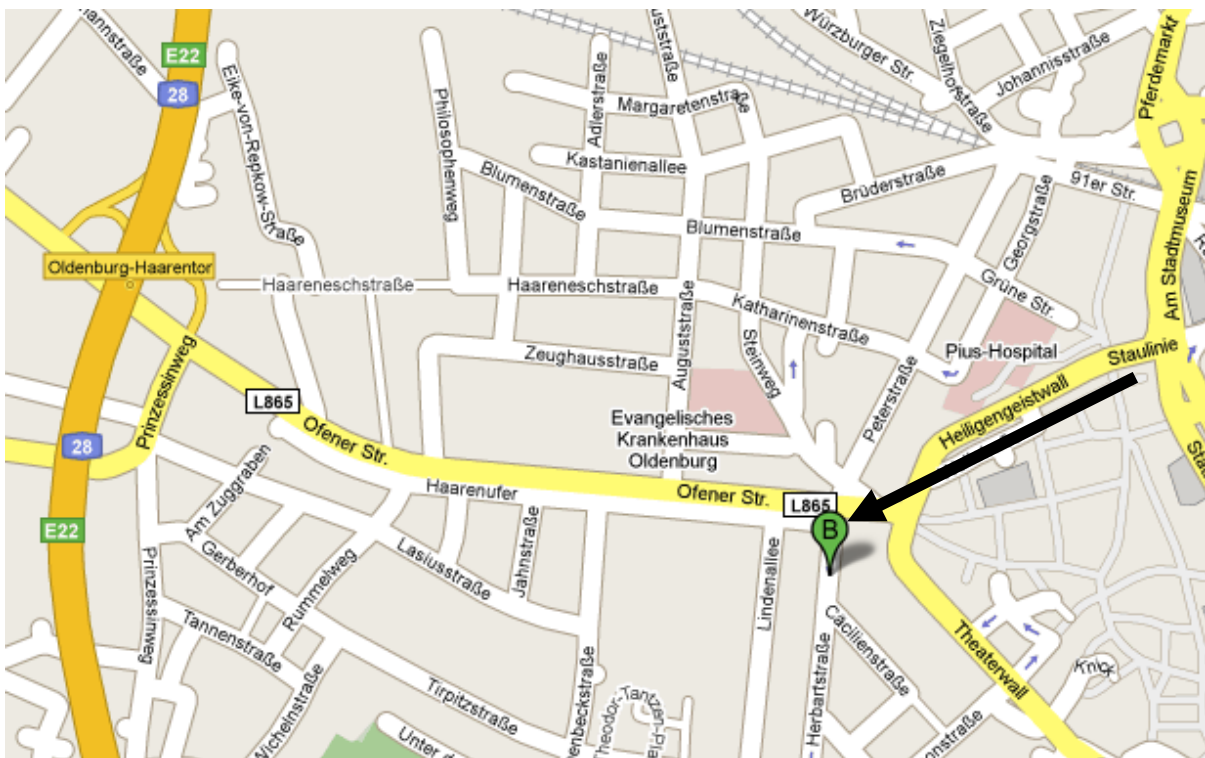 E22
28
Eike-von-Repkow-Straße
Philosophenweg
Adlerstraße
Margaretenstraße
Würzburger Str.
Ziegelhofstraße
Johannisstraße
Pferdemarkt
Kastanienallee
Blumenstraße
Brüderstraße
91er Str.
Georgstraße
Blumenstraße
Am Stadtmuseum
Oldenburg-Haarentor
Haareneschstraße
Haareneschstraße
Katharinenstraße
Grüne Str.
Steinweg
Auguststraße
Zeughausstraße
Pius-Hospital
Staulinie
Heiligengeistwall
Peterstraße
Prinzessinweg
L865
Ofener Str.
Evangelisches
Krankenhaus
Oldenburg
28
Am Zuggraben
Haarenufer
Ofener Str.
L865
B
E22
Gerberhof
Rummelweg
Lasiusstraße
Jahnstraße
Lindenallee
Prinzessinweg
Tannenstraße
Cäcilienstraße
Theaterwall
Herbartstraße
Knick
Tirpitzstraße
Wichelnstraße